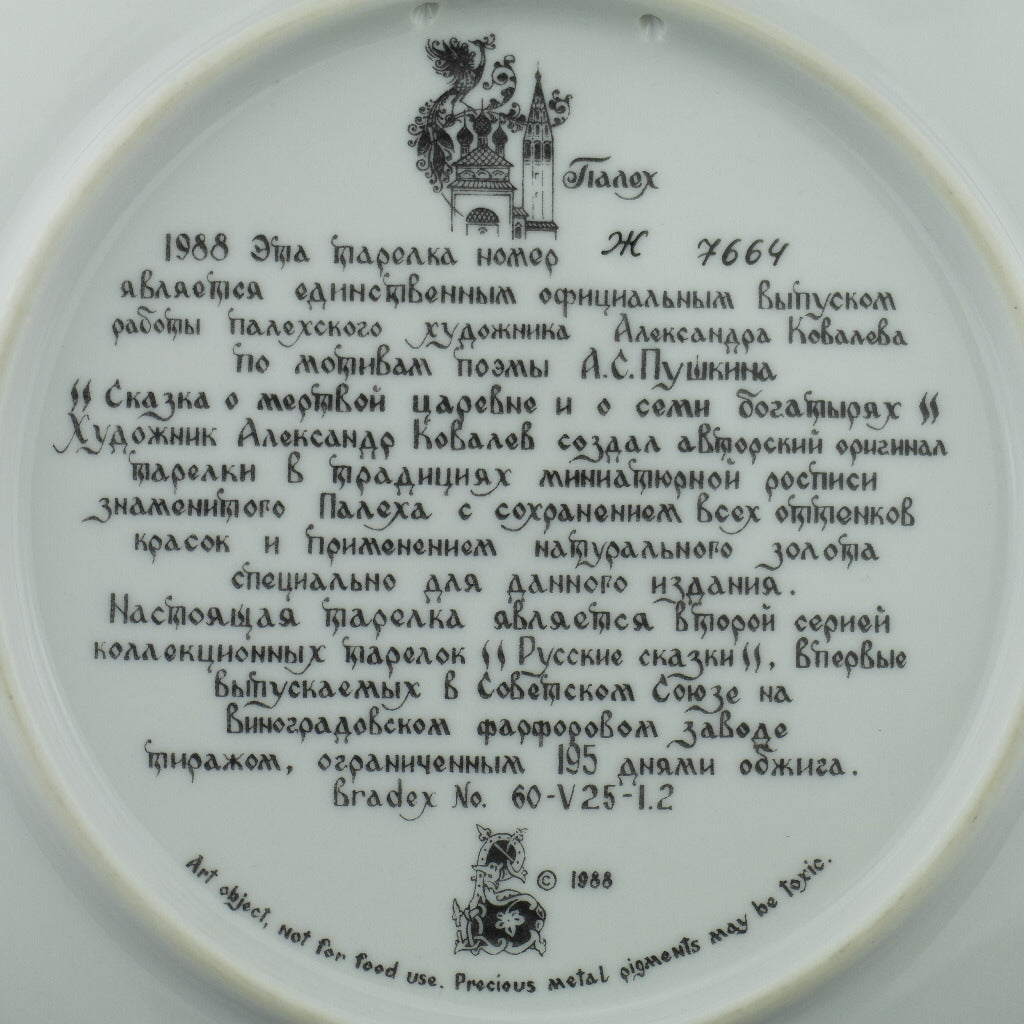 Палех
1988 Эта тарелка номер Ж 7664
является единственным официальным выпуском
работы палехского художника Александра Ковалева
по мотивам поэмы А.С.Пушкина
"Сказка о мертвой царевне и о семи богатырях"
Художник Александр Ковалев создал авторский оригинал
тарелки в традициях миниатюрной росписи
знаменитого Палеха с сохранением всех оттенков
красок и применением натурального золота
специально для данного издания.
Настоящая тарелка является второй серией
коллекционных тарелок "Русские сказки", впервые
выпускаемых в Советском Союзе на
Виноградовском фарфоровом заводе
тиражом, ограниченным 195 днями обжига.
Bradex No. 60-V25-1.2
© 1988
Art object, not for food use. Precious metal pigments may be toxic.